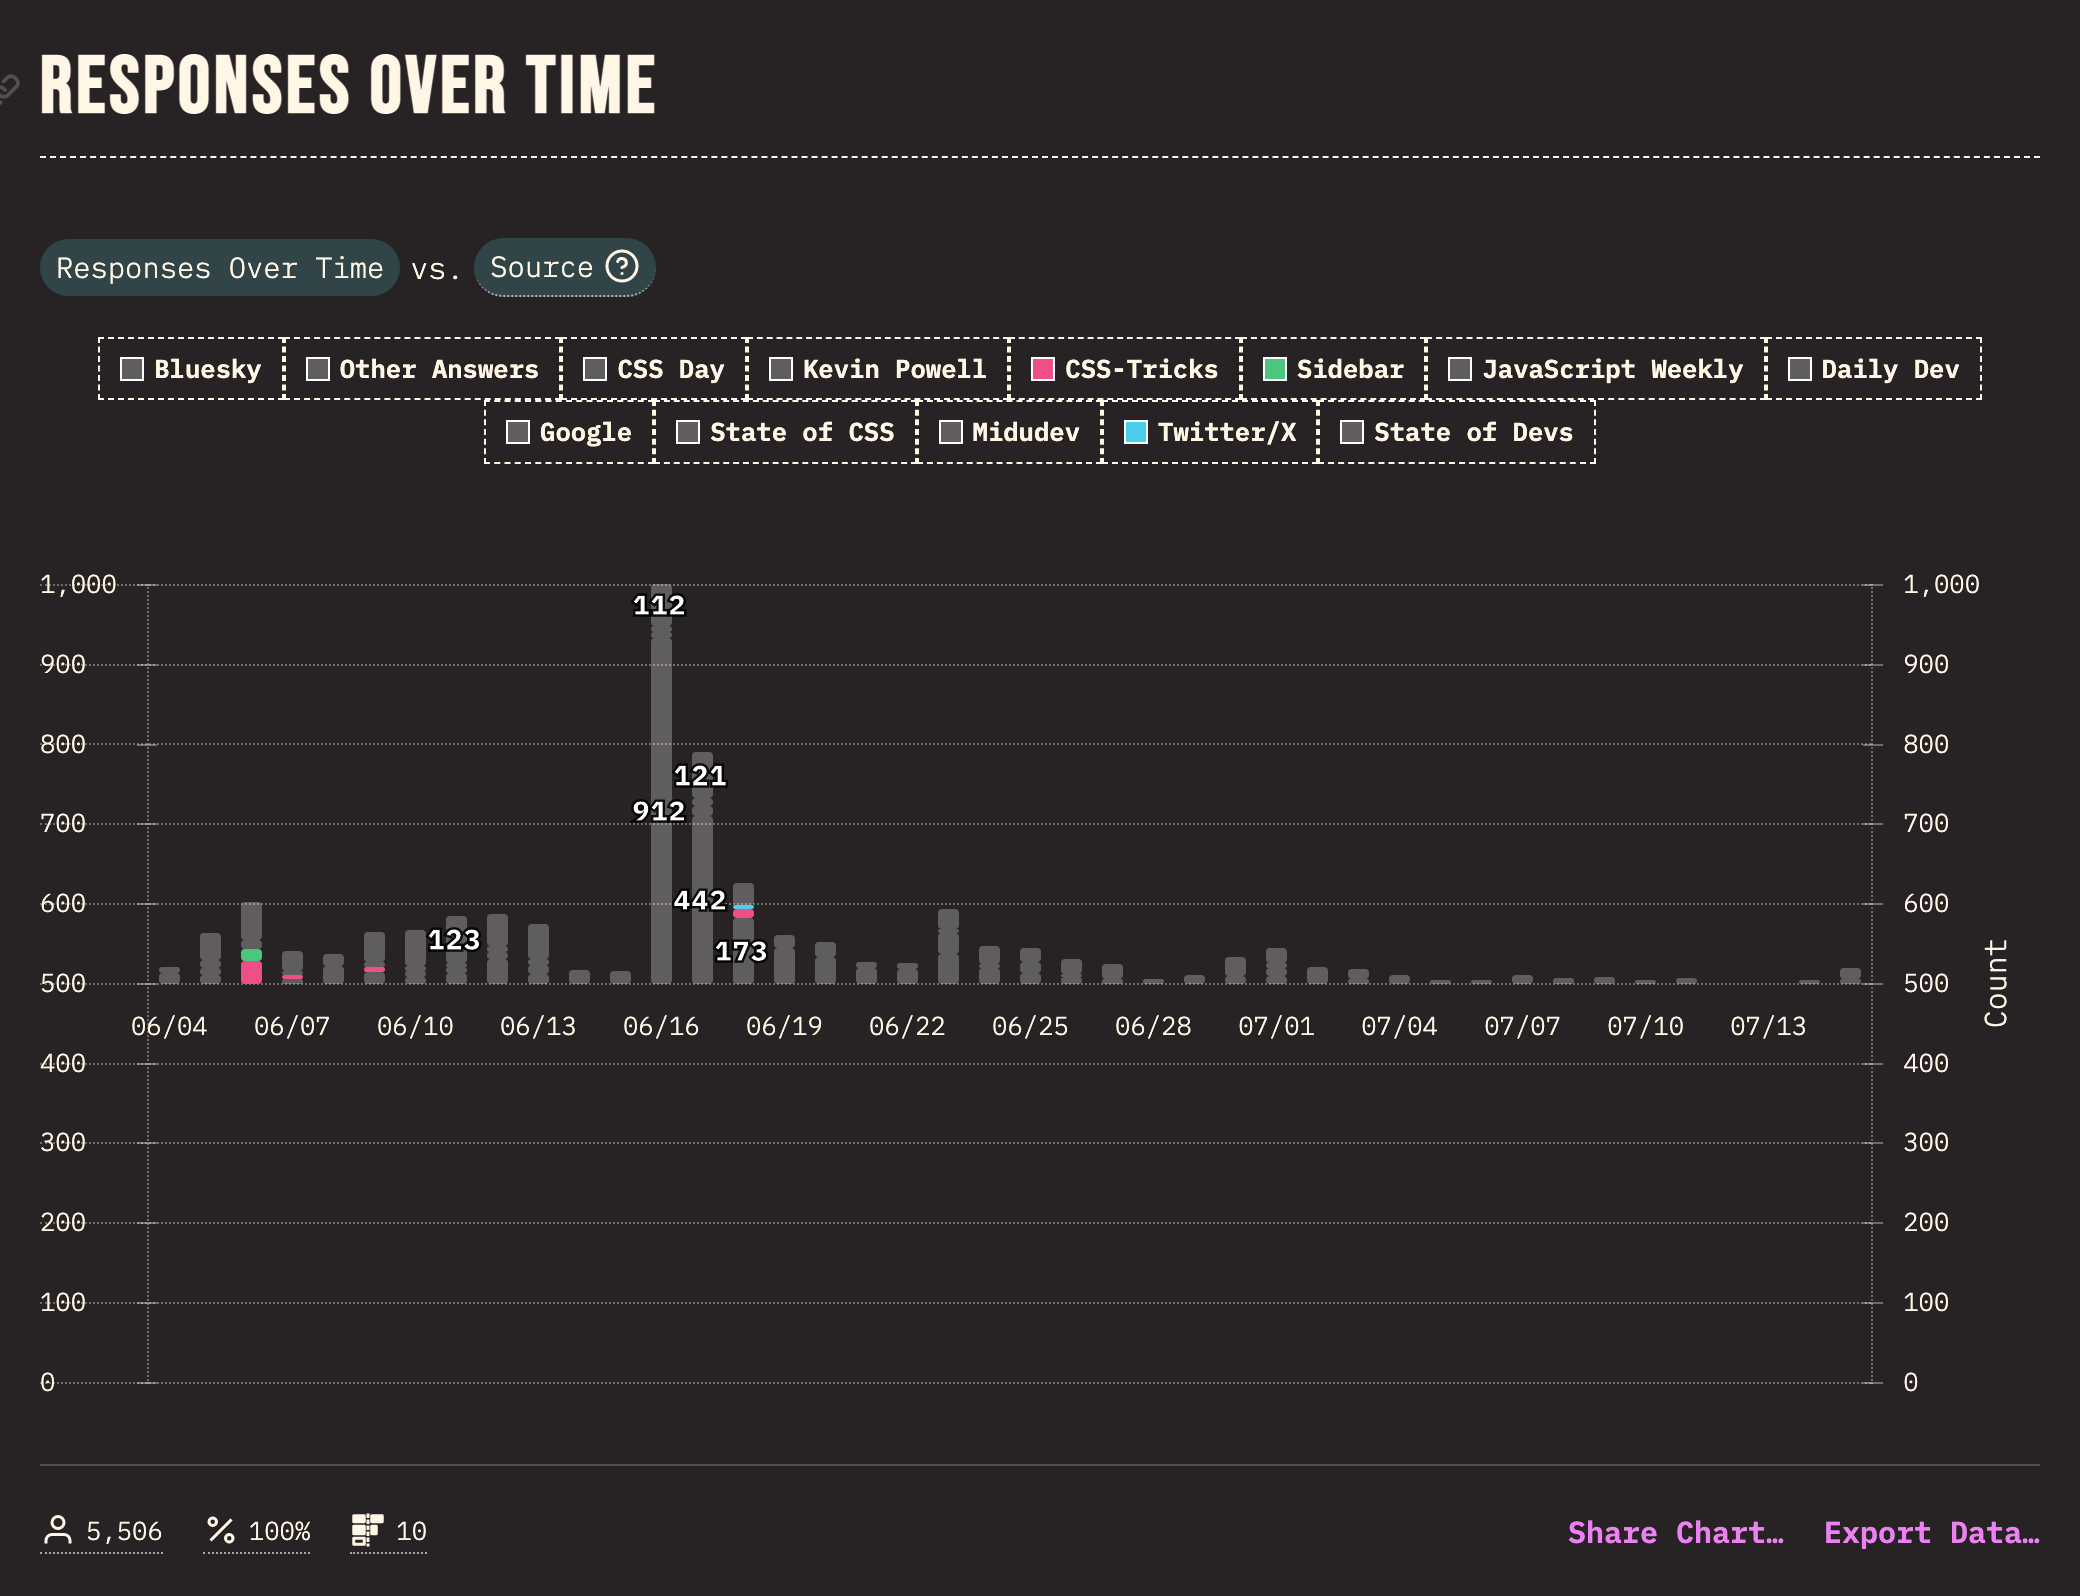 RESPONSES OVER TIME
Responses Over Time vs. Source ?
Bluesky Other Answers CSS Day Kevin Powell CSS-Tricks Sidebar JavaScript Weekly Daily Dev
Google State of CSS Midudev Twitter/X State of Devs
1,000 1,000
112
900 900
800 800
121
912
700 700
600 600
442
123
173
500 500
Count
06/04 06/07 06/10 06/13 06/16 06/19 06/22 06/25 06/28 07/01 07/04 07/07 07/10 07/13
400 400
300 300
200 200
100 100
0 0
5,506 % 100% 10 Share Chart… Export Data…